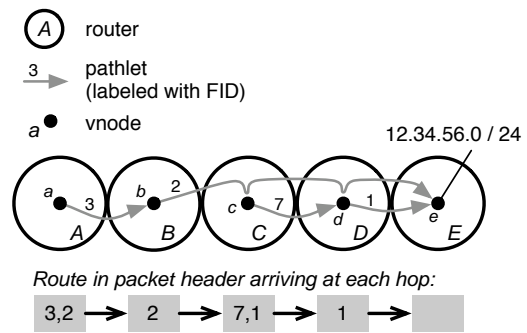 A router
3 pathlet
(labeled with FID)
a vnode
12.34.56.0 / 24
a 3 b 2 c 7 d 1 e
A B C D E
Route in packet header arriving at each hop:
3,2 2 7,1 1